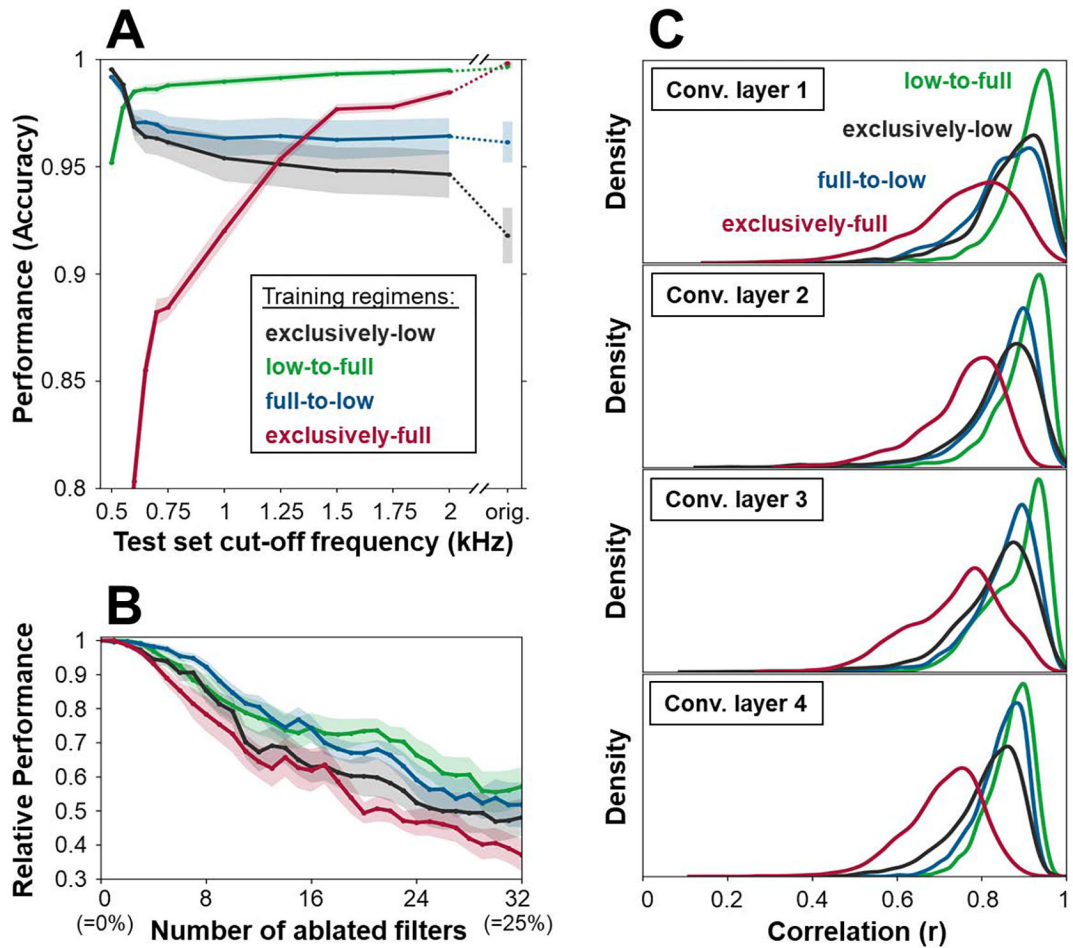 A
Performance (Accuracy)
1
0.95
0.9
0.85
0.8
Training regimens:
exclusively-low
low-to-full
full-to-low
exclusively-full
0.5 0.75 1 1.25 1.5 1.75 2 orig.
Test set cut-off frequency (kHz)
B
Relative Performance
1
0.9
0.8
0.7
0.6
0.5
0.4
0.3
0 8 16 24 32
(=0%) Number of ablated filters (=25%)
C
Conv. layer 1
Density
low-to-full
exclusively-low
full-to-low
exclusively-full
Conv. layer 2
Density
Conv. layer 3
Density
Conv. layer 4
Density
0 0.2 0.4 0.6 0.8 1
Correlation (r)